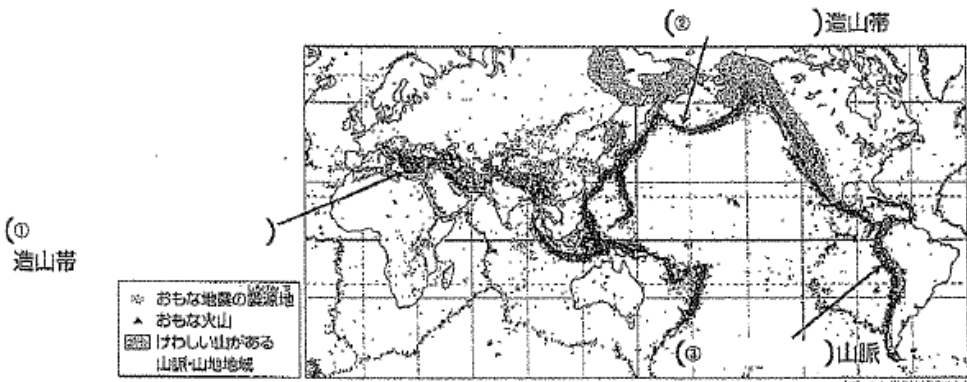 (② )造山帯
(① )
造山帯
おもな地震の震源地
おもな火山
けわしい山がある
山脈・山地地域
(③ )山脈